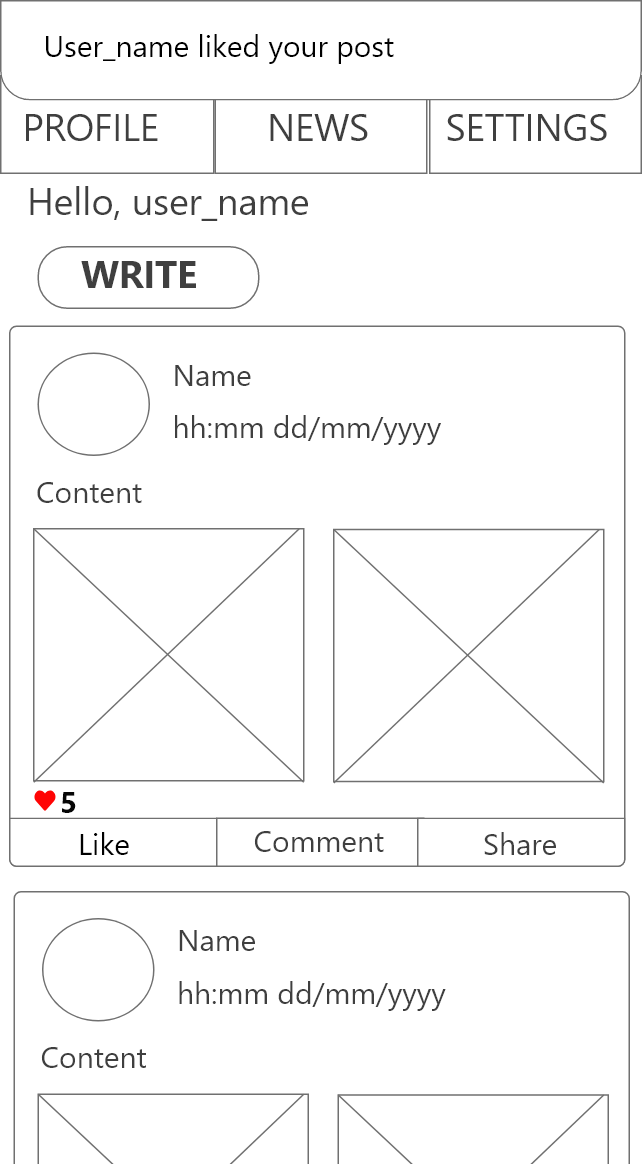 User_name liked your post
PROFILE NEWS SETTINGS
Hello, user_name
WRITE
Name
hh:mm dd/mm/yyyy
Content
5
Like Comment Share
Name
hh:mm dd/mm/yyyy
Content